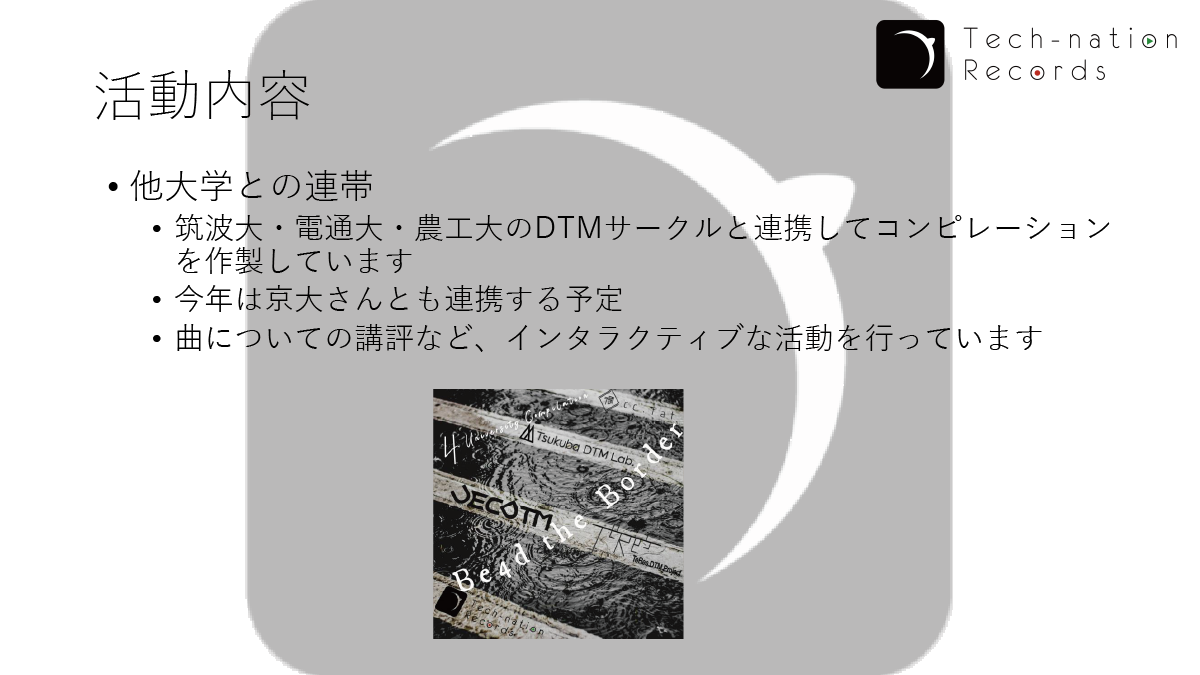 Tech-nation
Records
活動内容
• 他大学との連帯
• 筑波大・電通大・農工大のDTMサークルと連携してコンピレーション
を作製しています
• 今年は京大さんとも連携する予定
• 曲についての講評など、インタラクティブな活動を行っています
4 University Compilation
Tsukuba DTM Lab.
UECDTM
Be4d the Border
Tech-nation
Records